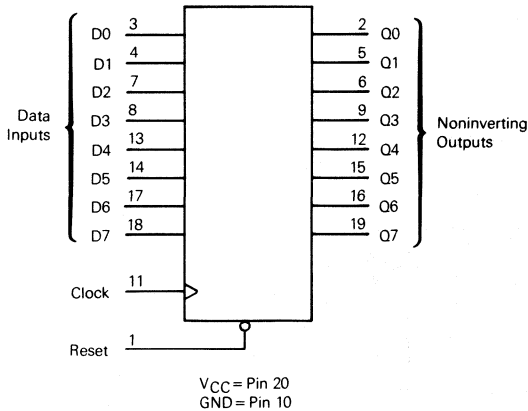 D0 3 2 Q0
D1 4 5 Q1
D2 7 6 Q2
D3 8 9 Q3
D4 13 12 Q4
D5 14 15 Q5
D6 17 16 Q6
D7 18 19 Q7
Data
Inputs
Noninverting
Outputs
Clock 11
Reset 1
VCC = Pin 20
GND = Pin 10